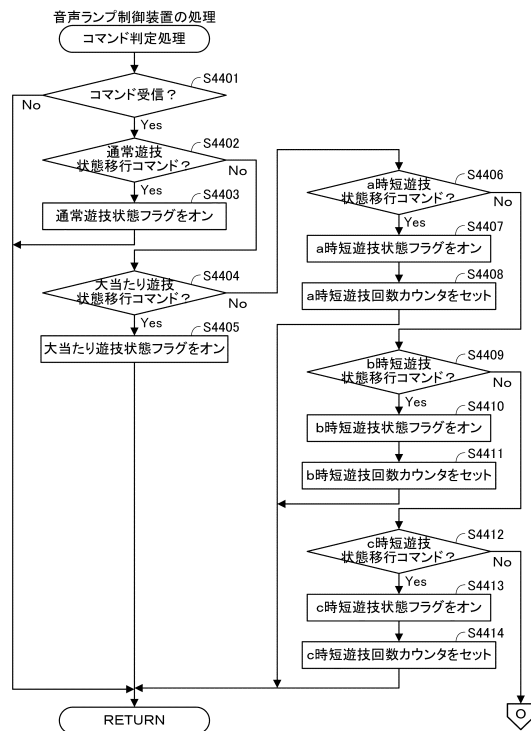 音声ランプ制御装置の処理
コマンド判定処理
S4401
コマンド受信？
No
Yes
S4402
通常遊技
状態移行コマンド？
No
Yes
S4403
通常遊技状態フラグをオン
S4404
大当たり遊技
状態移行コマンド？
No
Yes
S4405
大当たり遊技状態フラグをオン
S4406
a時短遊技
状態移行コマンド？
No
Yes
S4407
a時短遊技状態フラグをオン
S4408
a時短遊技回数カウンタをセット
S4409
b時短遊技
状態移行コマンド？
No
Yes
S4410
b時短遊技状態フラグをオン
S4411
b時短遊技回数カウンタをセット
S4412
c時短遊技
状態移行コマンド？
No
Yes
S4413
c時短遊技状態フラグをオン
S4414
c時短遊技回数カウンタをセット
RETURN
O